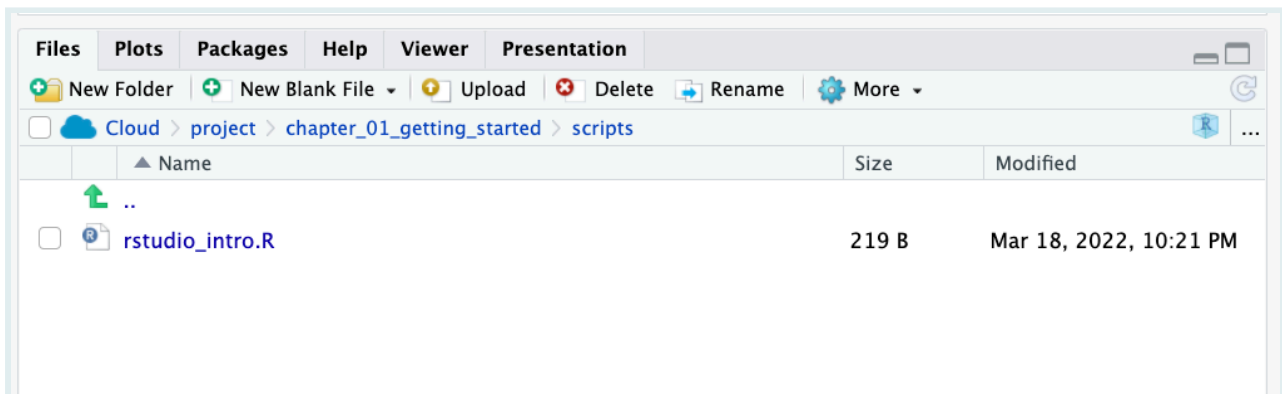 Files Plots Packages Help Viewer Presentation
New Folder New Blank File Upload Delete Rename More
Cloud > project > chapter_01_getting_started > scripts R ...
Name Size Modified
..
R rstudio_intro.R 219 B Mar 18, 2022, 10:21 PM